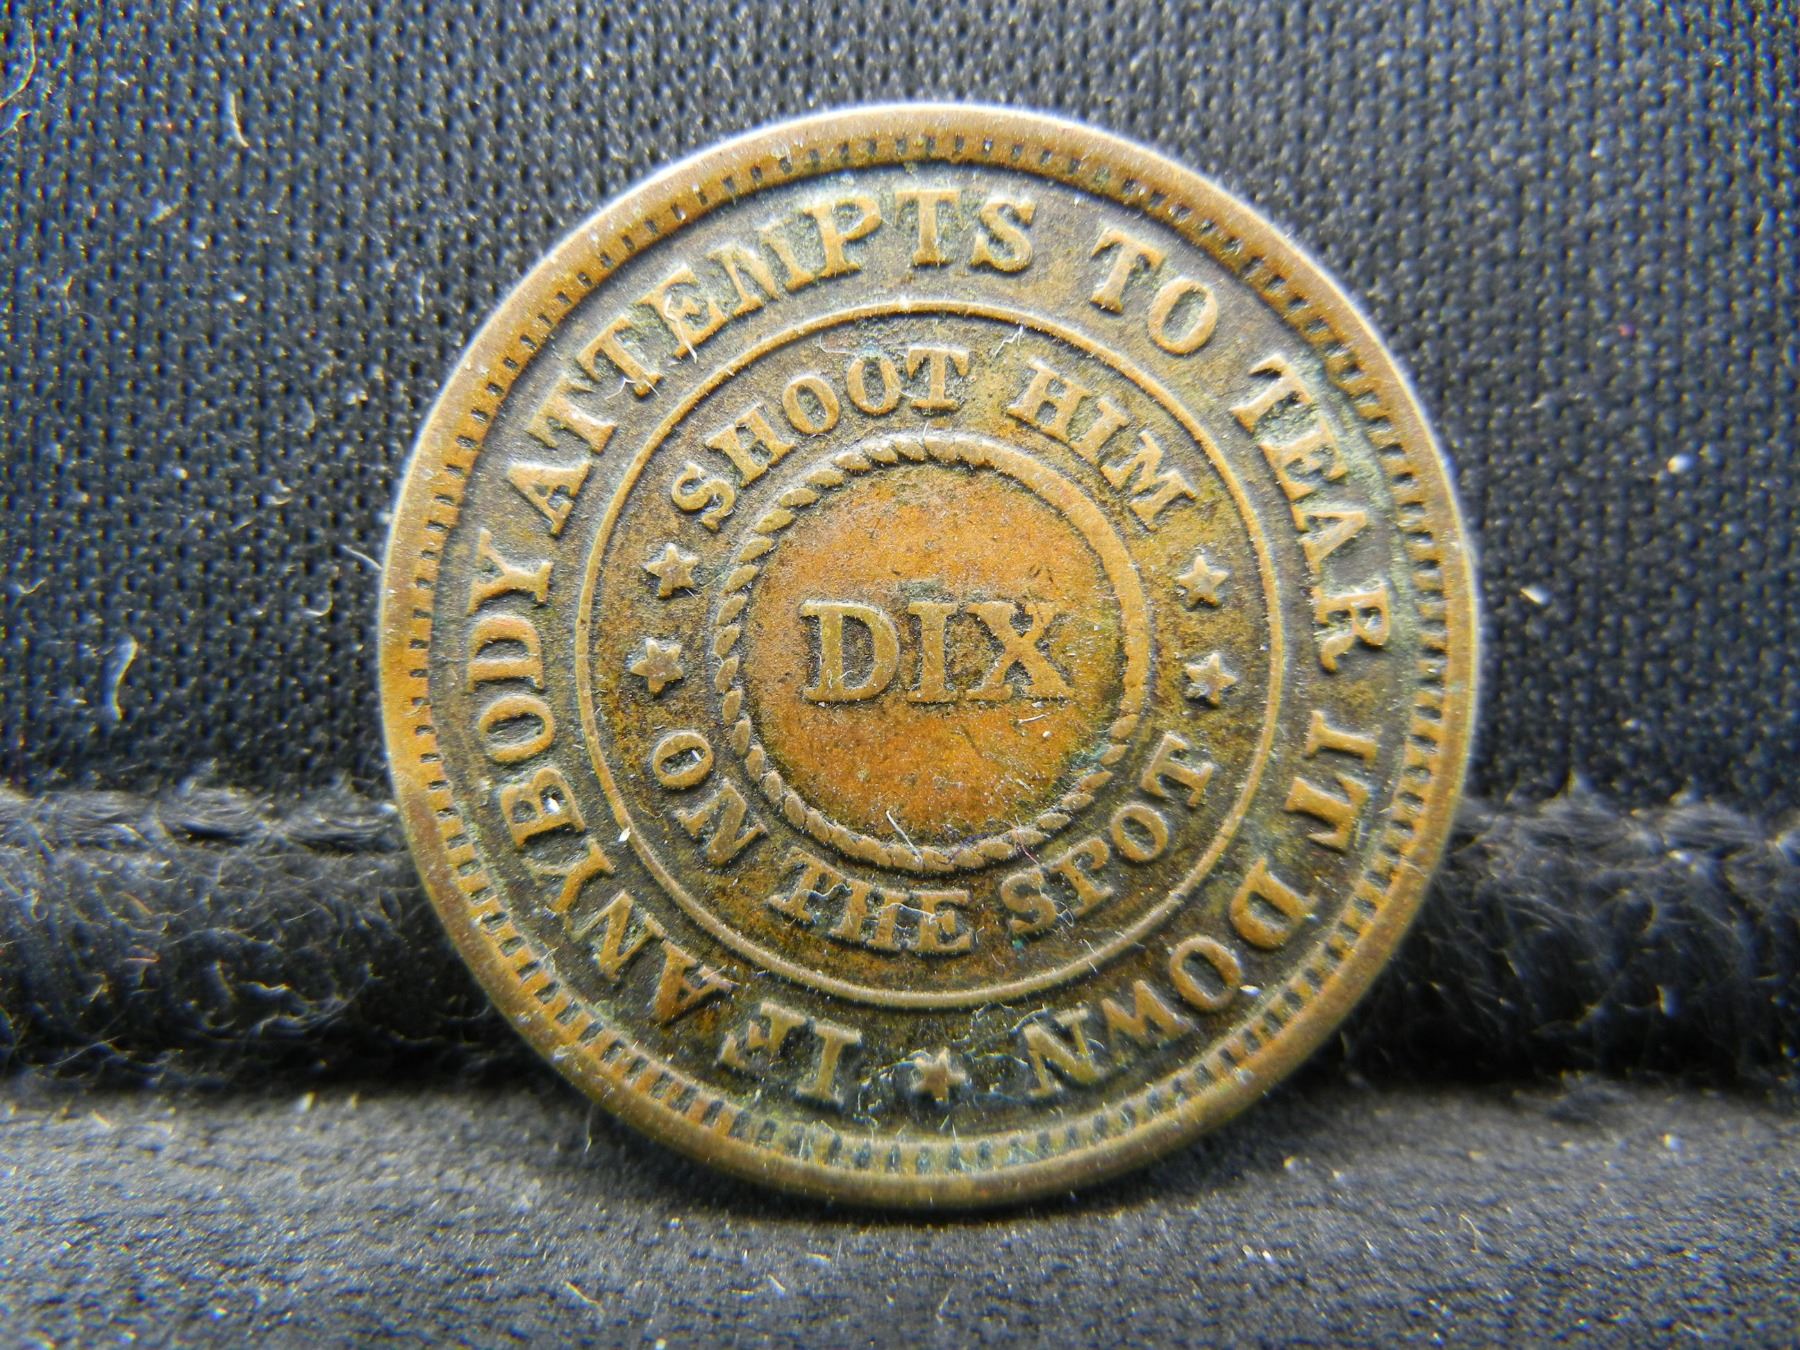 IF ANYBODY ATTEMPTS TO TEAR IT DOWN
SHOOT HIM
ON THE SPOT
DIX